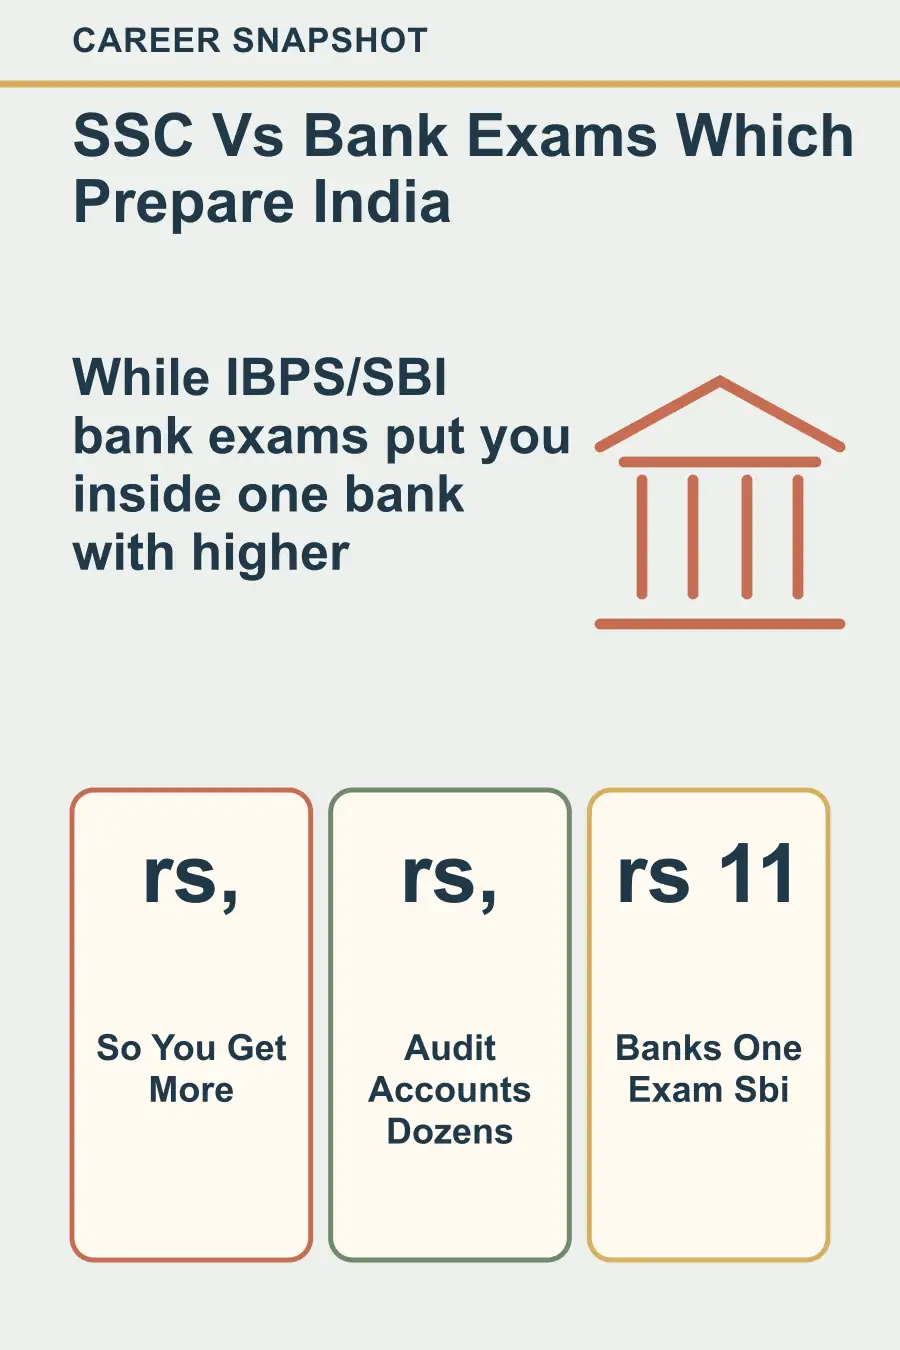 CAREER SNAPSHOT
SSC Vs Bank Exams Which
Prepare India
While IBPS/SBI
bank exams put you
inside one bank
with higher
rs,
So You Get
More
rs,
Audit
Accounts
Dozens
rs 11
Banks One
Exam Sbi